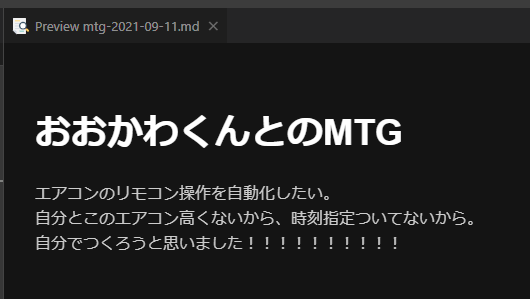 Preview mtg-2021-09-11.md
おおかわくんとのMTG
エアコンのリモコン操作を自動化したい。
自分とこのエアコン高くないから、時刻指定ついてないから。
自分でつくろうと思いました！！！！！！！！！！